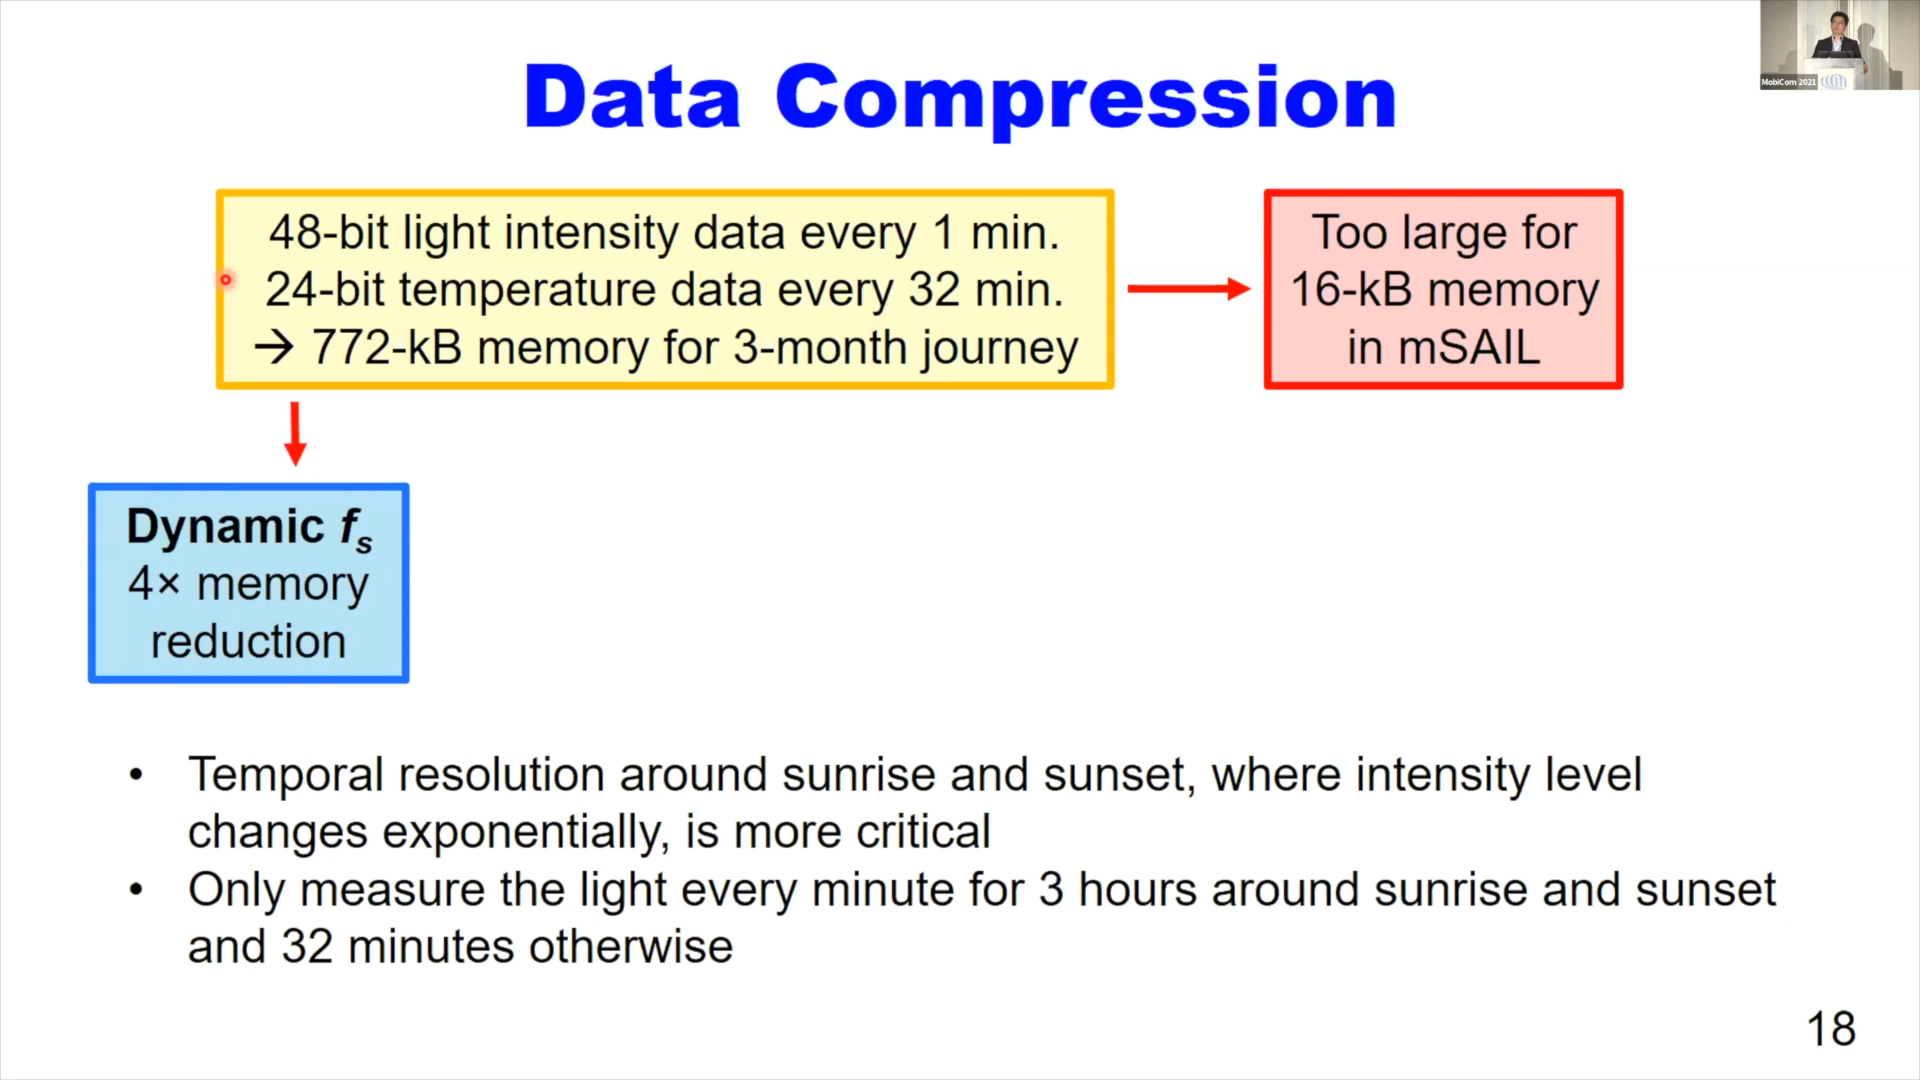 Data Compression
MobiCom 2021
48-bit light intensity data every 1 min.
24-bit temperature data every 32 min.
→ 772-kB memory for 3-month journey
Too large for
16-kB memory
in mSAIL
Dynamic fs
4× memory
reduction
• Temporal resolution around sunrise and sunset, where intensity level
changes exponentially, is more critical
• Only measure the light every minute for 3 hours around sunrise and sunset
and 32 minutes otherwise
18